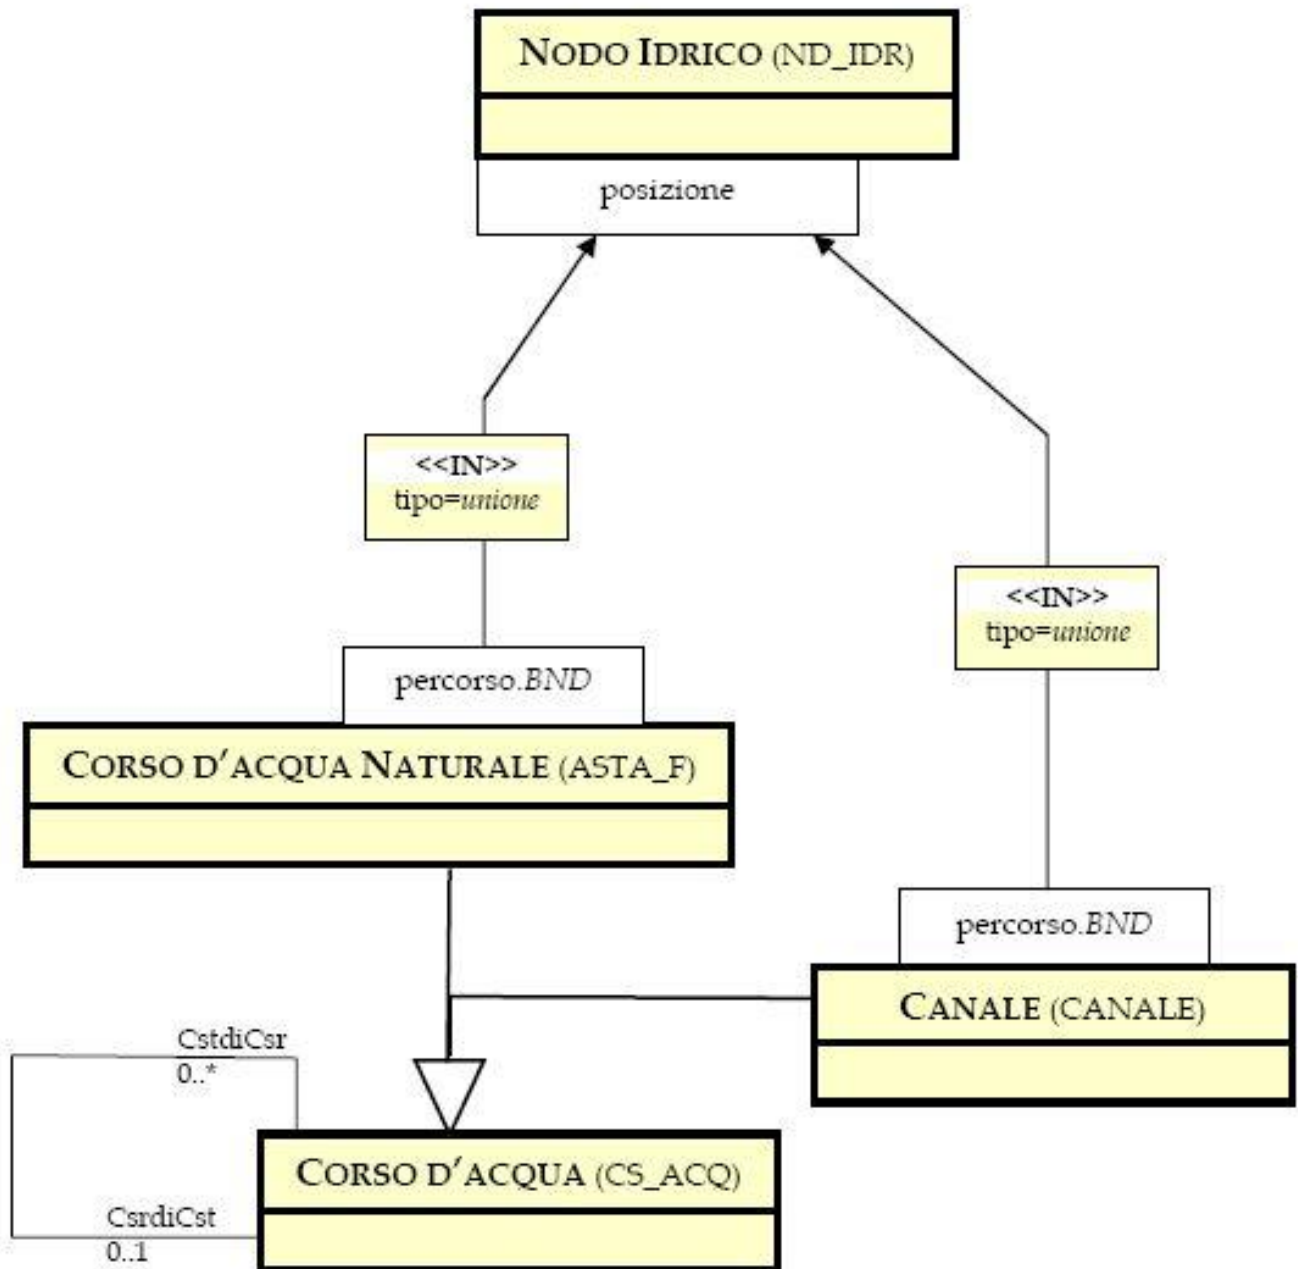 NODO IDRICO (ND_IDR)
posizione
<<IN>>
tipo=unione
<<IN>>
tipo=unione
percorso.BND
CORSO D'ACQUA NATURALE (ASTA_F)
percorso.BND
CANALE (CANALE)
CstdiCsr
0..*
CORSO D'ACQUA (CS_ACQ)
CsrdiCst
0..1